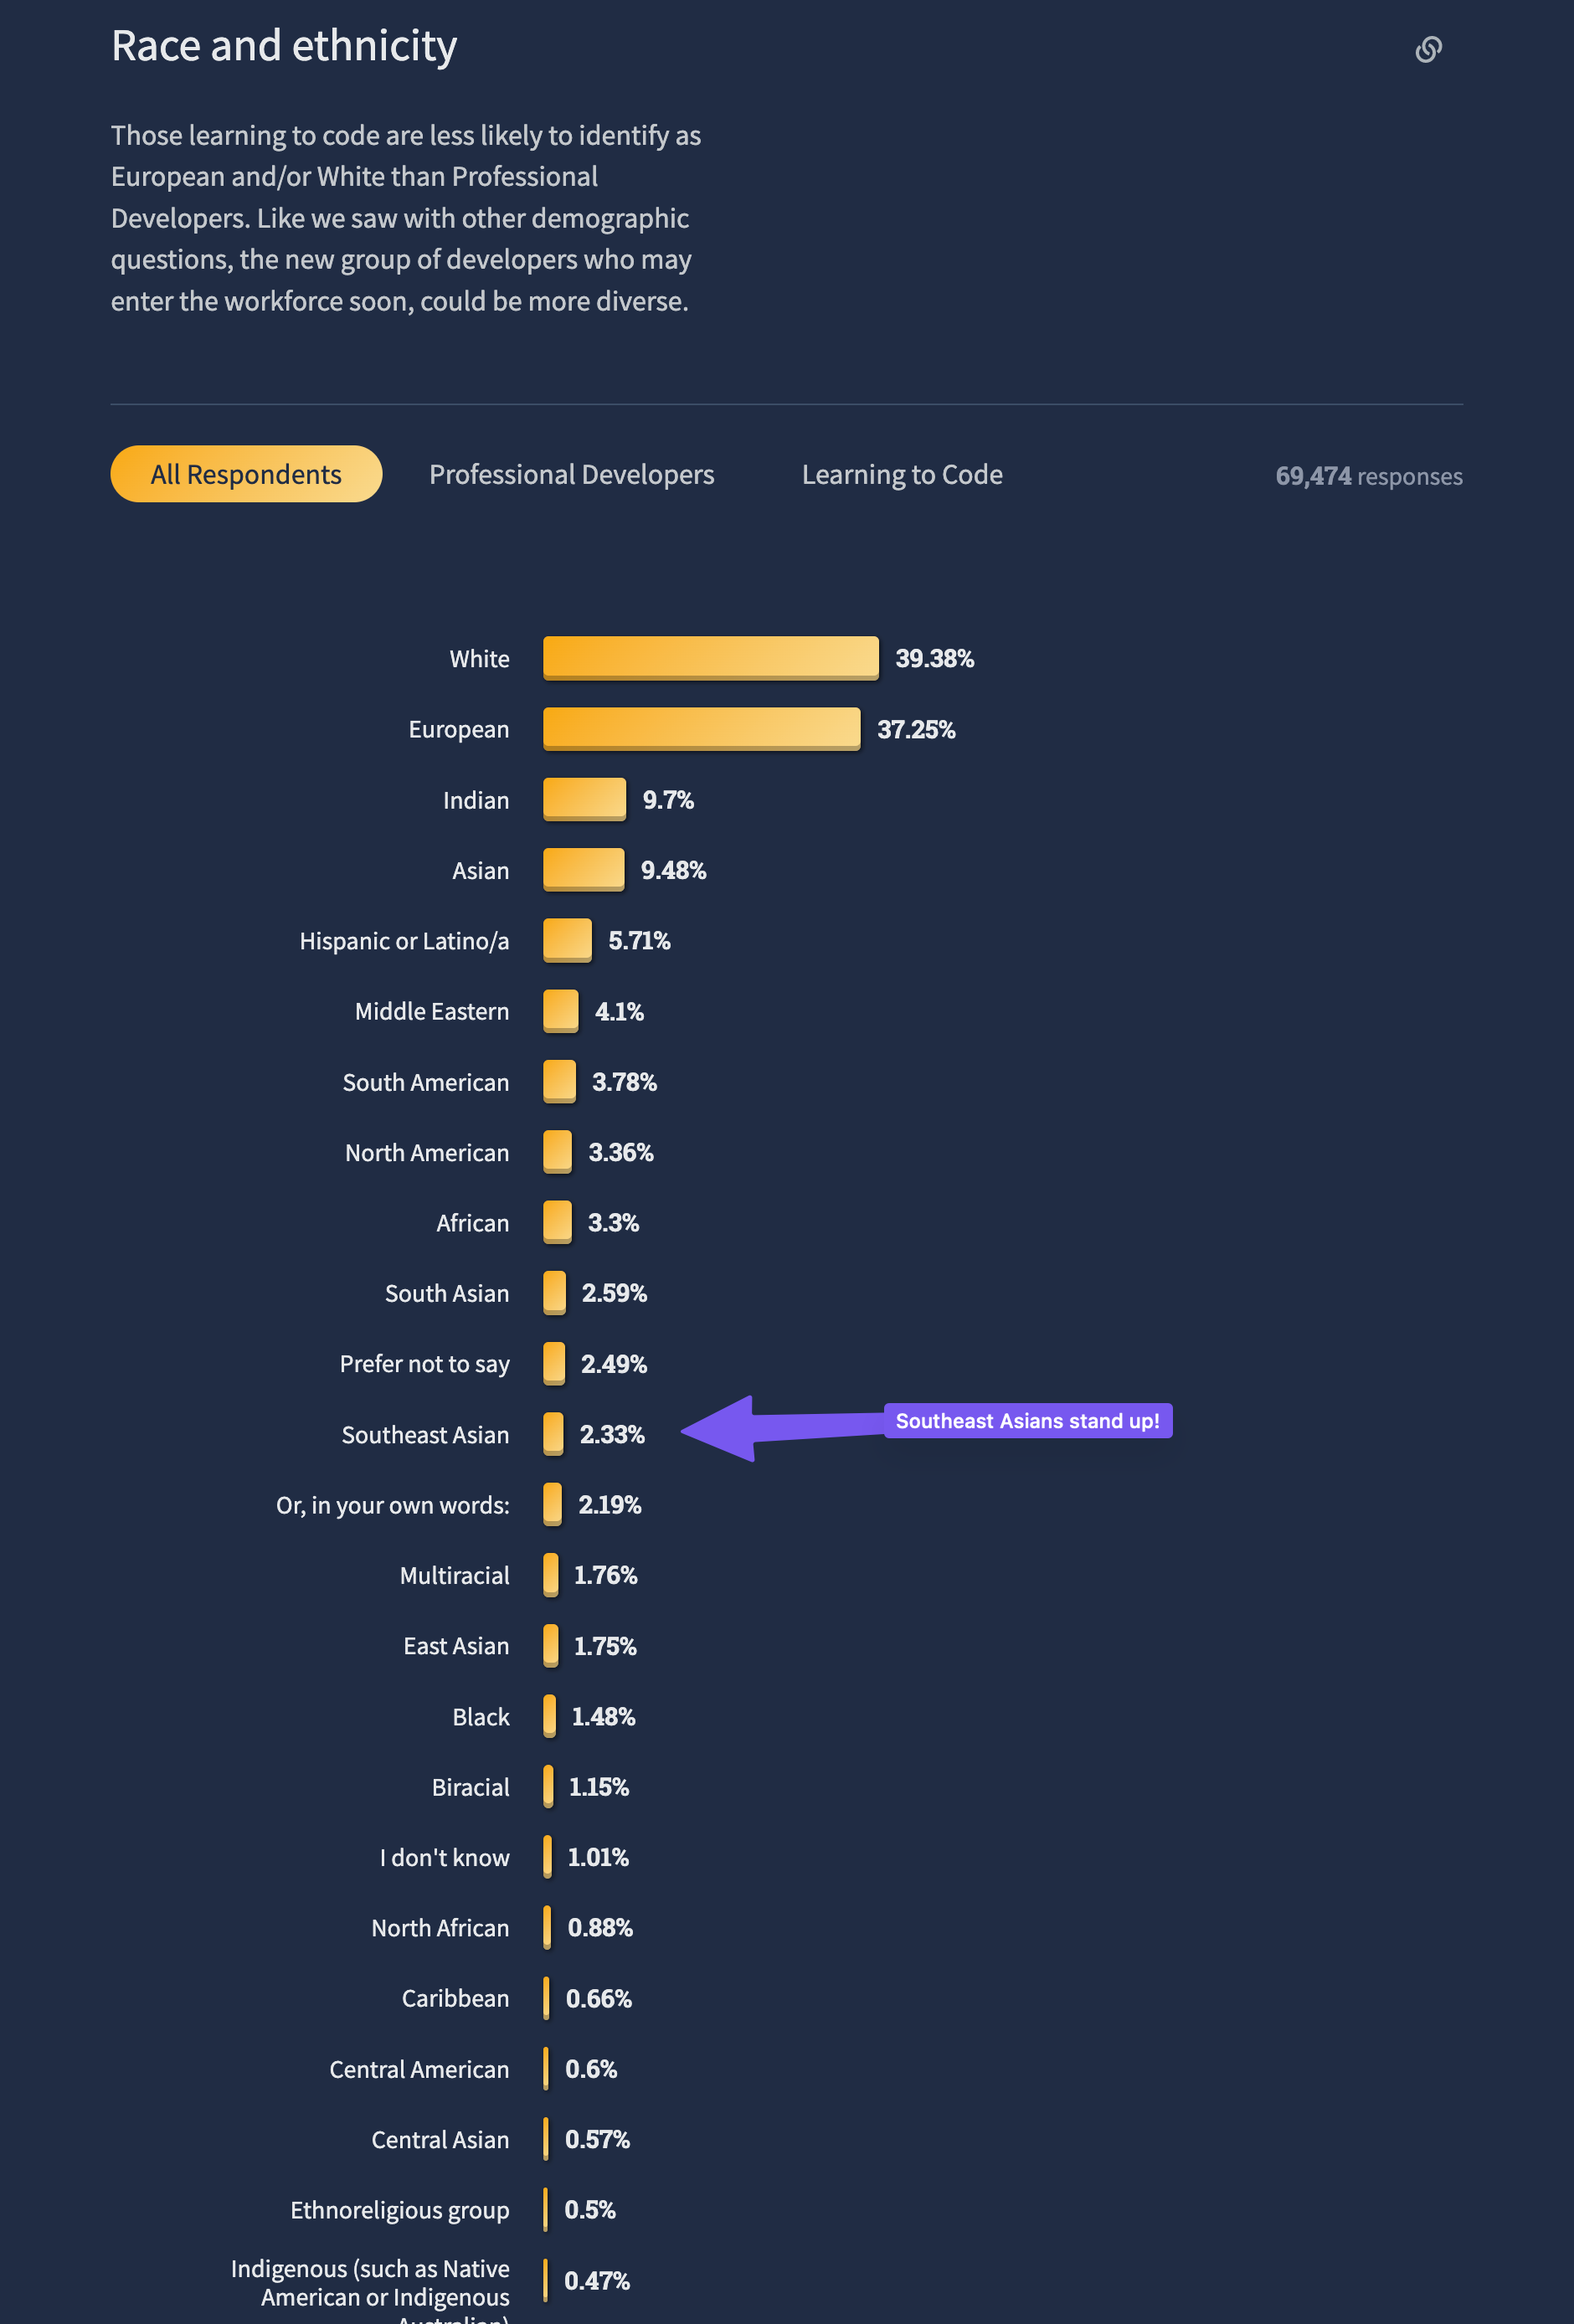 Race and ethnicity
Those learning to code are less likely to identify as
European and/or White than Professional
Developers. Like we saw with other demographic
questions, the new group of developers who may
enter the workforce soon, could be more diverse.
All Respondents
Professional Developers
Learning to Code
69,474 responses
White 39.38%
European 37.25%
Indian 9.7%
Asian 9.48%
Hispanic or Latino/a 5.71%
Middle Eastern 4.1%
South American 3.78%
North American 3.36%
African 3.3%
South Asian 2.59%
Prefer not to say 2.49%
Southeast Asian 2.33% Southeast Asians stand up!
Or, in your own words: 2.19%
Multiracial 1.76%
East Asian 1.75%
Black 1.48%
Biracial 1.15%
I don't know 1.01%
North African 0.88%
Caribbean 0.66%
Central American 0.6%
Central Asian 0.57%
Ethnoreligious group 0.5%
Indigenous (such as Native
American or Indigenous 0.47%